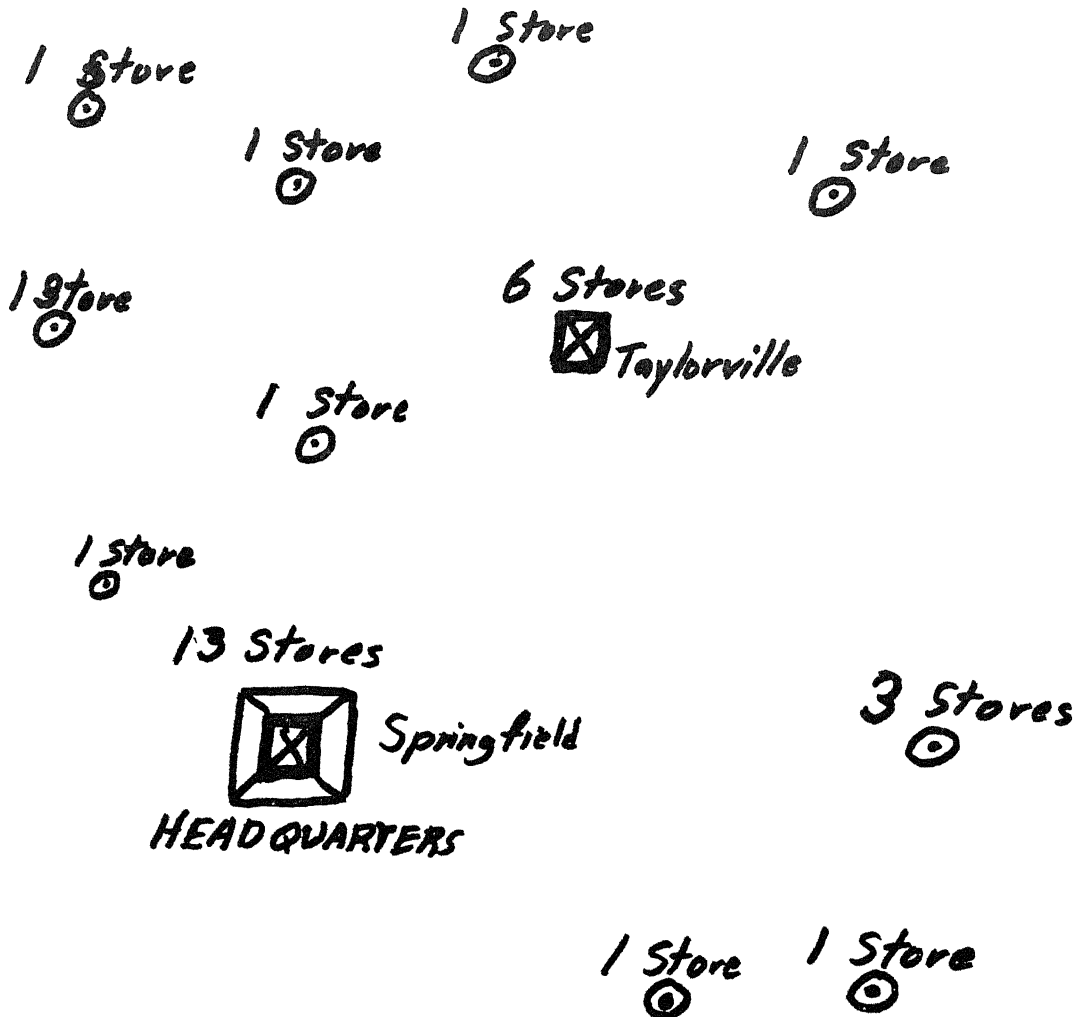 1 Store
1 Store
1 Store
1 Store
1 Store
6 Stores
Taylorville
1 Store
1 Store
13 Stores
Springfield
HEADQUARTERS
3 Stores
1 Store
1 Store